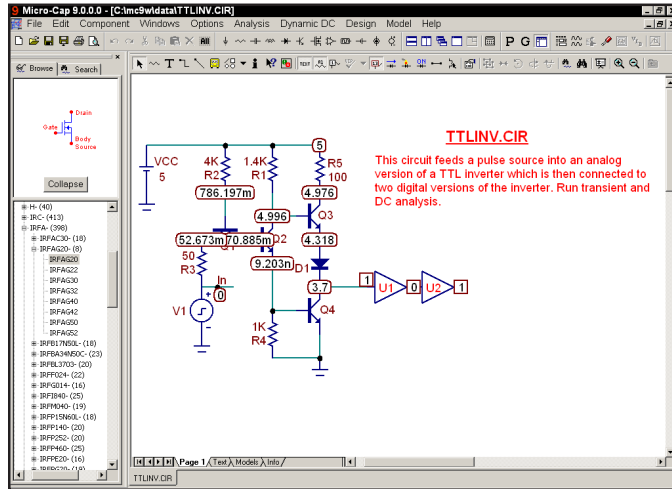 Micro-Cap 9.0.0.0 - [C:\mc9w\data\TTLINV.CIR]
File Edit Component Windows Options Analysis Dynamic DC Design Model Help
Browse Search
Drain
Gate
Body
Source
Collapse
H- (40)
IRC- (413)
IRFA- (398)
IRFAC30- (18)
IRFAG20- (8)
IRFAG20
IRFAG22
IRFAG30
IRFAG32
IRFAG40
IRFAG42
IRFAG50
IRFAG52
IRFB17N50L- (18)
IRFBA34N50C- (23)
IRFBL3703- (20)
IRFF024- (22)
IRFG014- (16)
IRFI840- (25)
IRFM040- (19)
IRFP15N60L- (18)
IRFP140- (20)
IRFP252- (20)
IRFP460- (25)
IRFPE20- (16)
TTLINV.CIR
This circuit feeds a pulse source into an analog
version of a TTL inverter which is then connected to
two digital versions of the inverter. Run transient and
DC analysis.
5
VCC
5
4K
R2
1.4K
R1
R5
100
786.197m
4.976
4.996
Q3
52.673m
70.885m
Q2
4.318
50
R3
9.203n
D1
In
0
3.7
1
U1
0
U2
1
V1
Q4
1K
R4
Page 1 Text Models Info
TTLINV.CIR